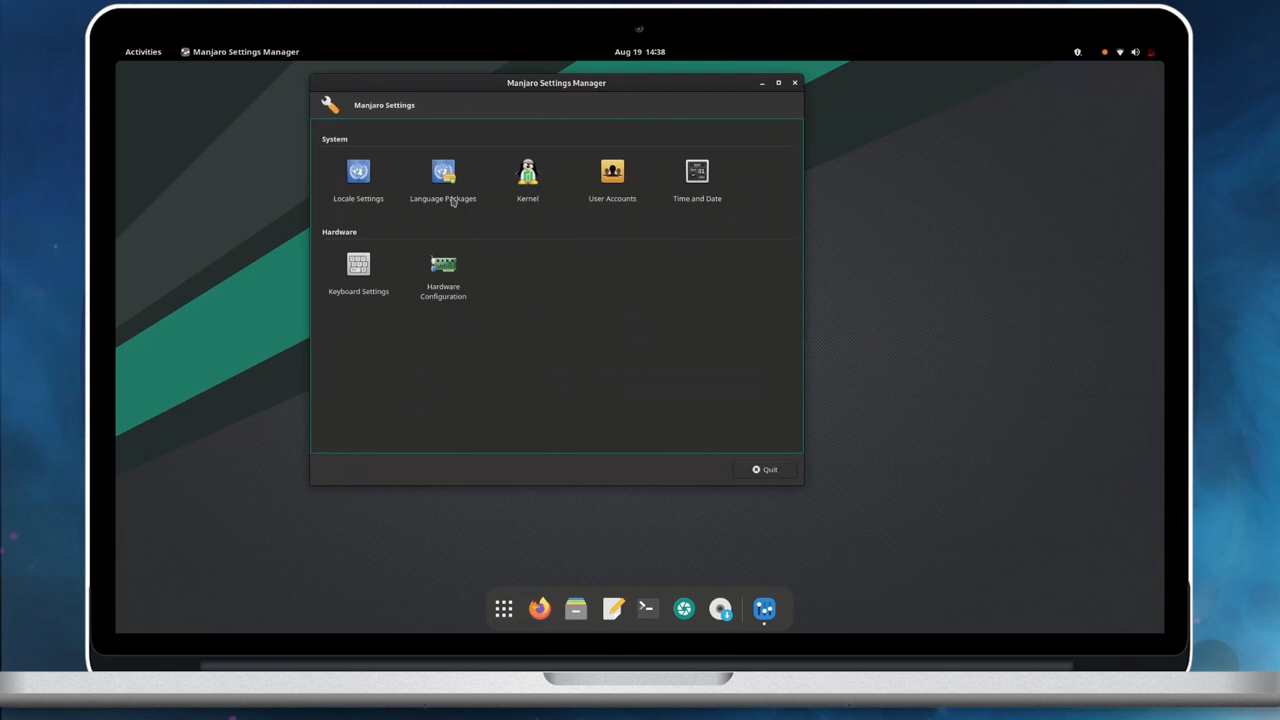 Activities
Manjaro Settings Manager
Aug 19 14:38
Manjaro Settings Manager
Manjaro Settings
System
Locale Settings
Language Packages
Kernel
User Accounts
Time and Date
Hardware
Keyboard Settings
Hardware
Configuration
Quit